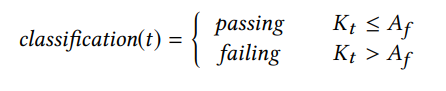 classification(t) = { passing K_t ≤ A_f
failing K_t > A_f